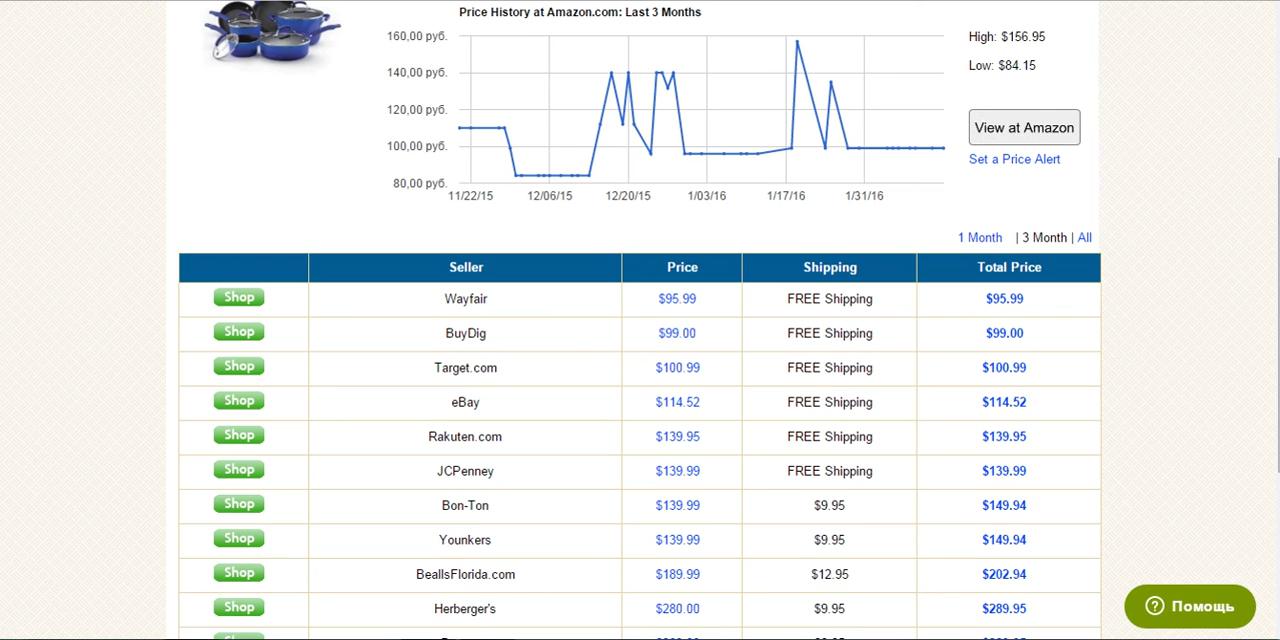 Price History at Amazon.com: Last 3 Months
160,00 руб.
140,00 руб.
120,00 руб.
100,00 руб.
80,00 руб.
11/22/15 12/06/15 12/20/15 1/03/16 1/17/16 1/31/16
High: $156.95
Low: $84.15
View at Amazon
Set a Price Alert
1 Month | 3 Month | All
Seller Price Shipping Total Price
Shop Wayfair $95.99 FREE Shipping $95.99
Shop BuyDig $99.00 FREE Shipping $99.00
Shop Target.com $100.99 FREE Shipping $100.99
Shop eBay $114.52 FREE Shipping $114.52
Shop Rakuten.com $139.95 FREE Shipping $139.95
Shop JCPenney $139.99 FREE Shipping $139.99
Shop Bon-Ton $139.99 $9.95 $149.94
Shop Younkers $139.99 $9.95 $149.94
Shop BeallsFlorida.com $189.99 $12.95 $202.94
Shop Herberger's $280.00 $9.95 $289.95
Помощь